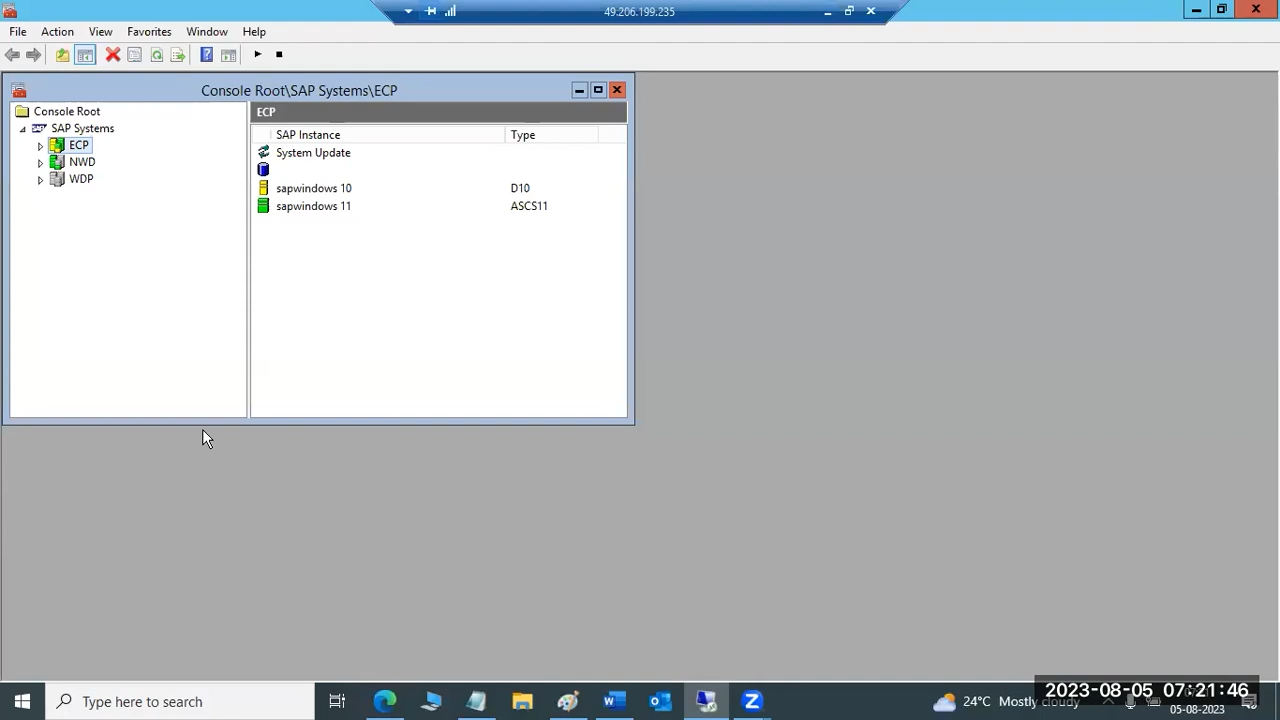 49.206.199.235
File Action View Favorites Window Help
Console Root\SAP Systems\ECP
Console Root
SAP Systems
ECP
NWD
WDP
ECP
SAP Instance Type
System Update
sapwindows 10 D10
sapwindows 11 ASCS11
Type here to search
24°C Mostly cloudy
2023-08-05 07:21:46
05-08-2023